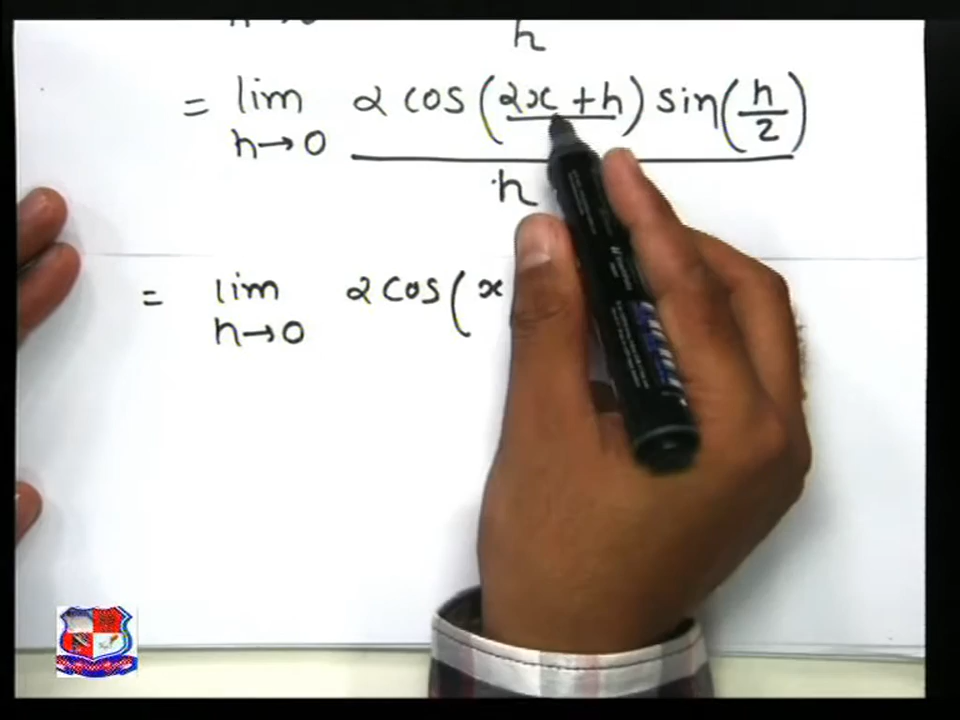 h
= lim 2 cos (2x + h) sin (h/2)
h→0 h
= lim 2 cos ( x
h→0